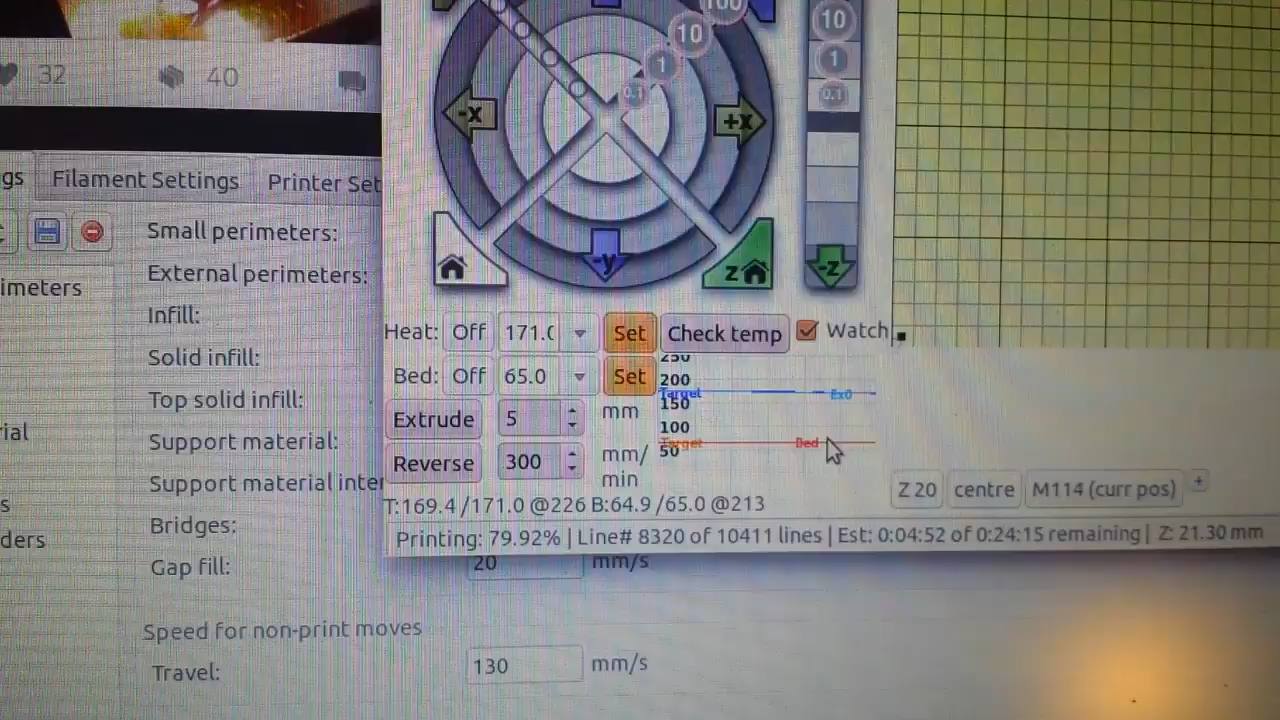 32
40
gs
Filament Settings
Printer Set
Small perimeters:
imeters
External perimeters:
Infill:
Solid infill:
Top solid infill:
ial
Support material:
Support material inter
s
Bridges:
ders
Gap fill:
20
mm/s
Speed for non-print moves
Travel:
130
mm/s
100
10
1
0.1
-X
+X
-y
z
10
1
0.1
-Z
Heat:
Off
171.0
Set
Check temp
Watch
Bed:
Off
65.0
Set
250
200
Target
Ex0
150
100
Target
Bed
50
Extrude
5
mm
Reverse
300
mm/
min
T:169.4 /171.0 @226 B:64.9 /65.0 @213
Z 20
centre
M114 (curr pos)
+
Printing: 79.92% | Line# 8320 of 10411 lines | Est: 0:04:52 of 0:24:15 remaining | Z: 21.30 mm